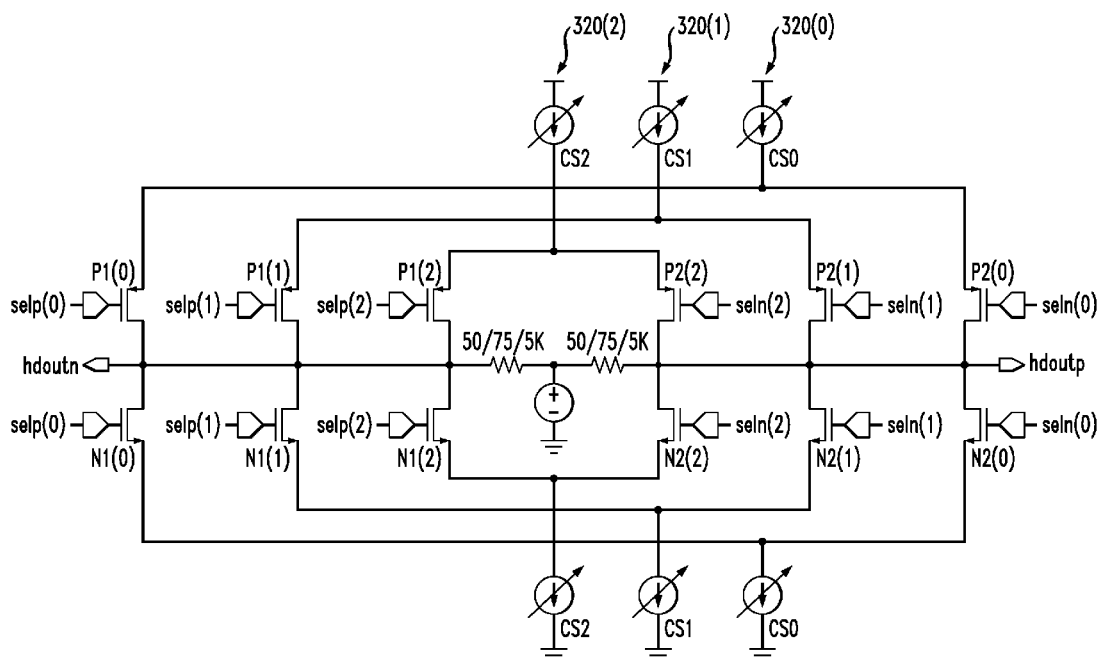 320(2) 320(1) 320(0)
CS2 CS1 CS0
P1(0) P1(1) P1(2) P2(2) P2(1) P2(0)
selp(0) selp(1) selp(2) seln(2) seln(1) seln(0)
50/75/5K 50/75/5K
hdoutn + hdoutp
-
selp(0) selp(1) selp(2) seln(2) seln(1) seln(0)
N1(0) N1(1) N1(2) N2(2) N2(1) N2(0)
CS2 CS1 CS0